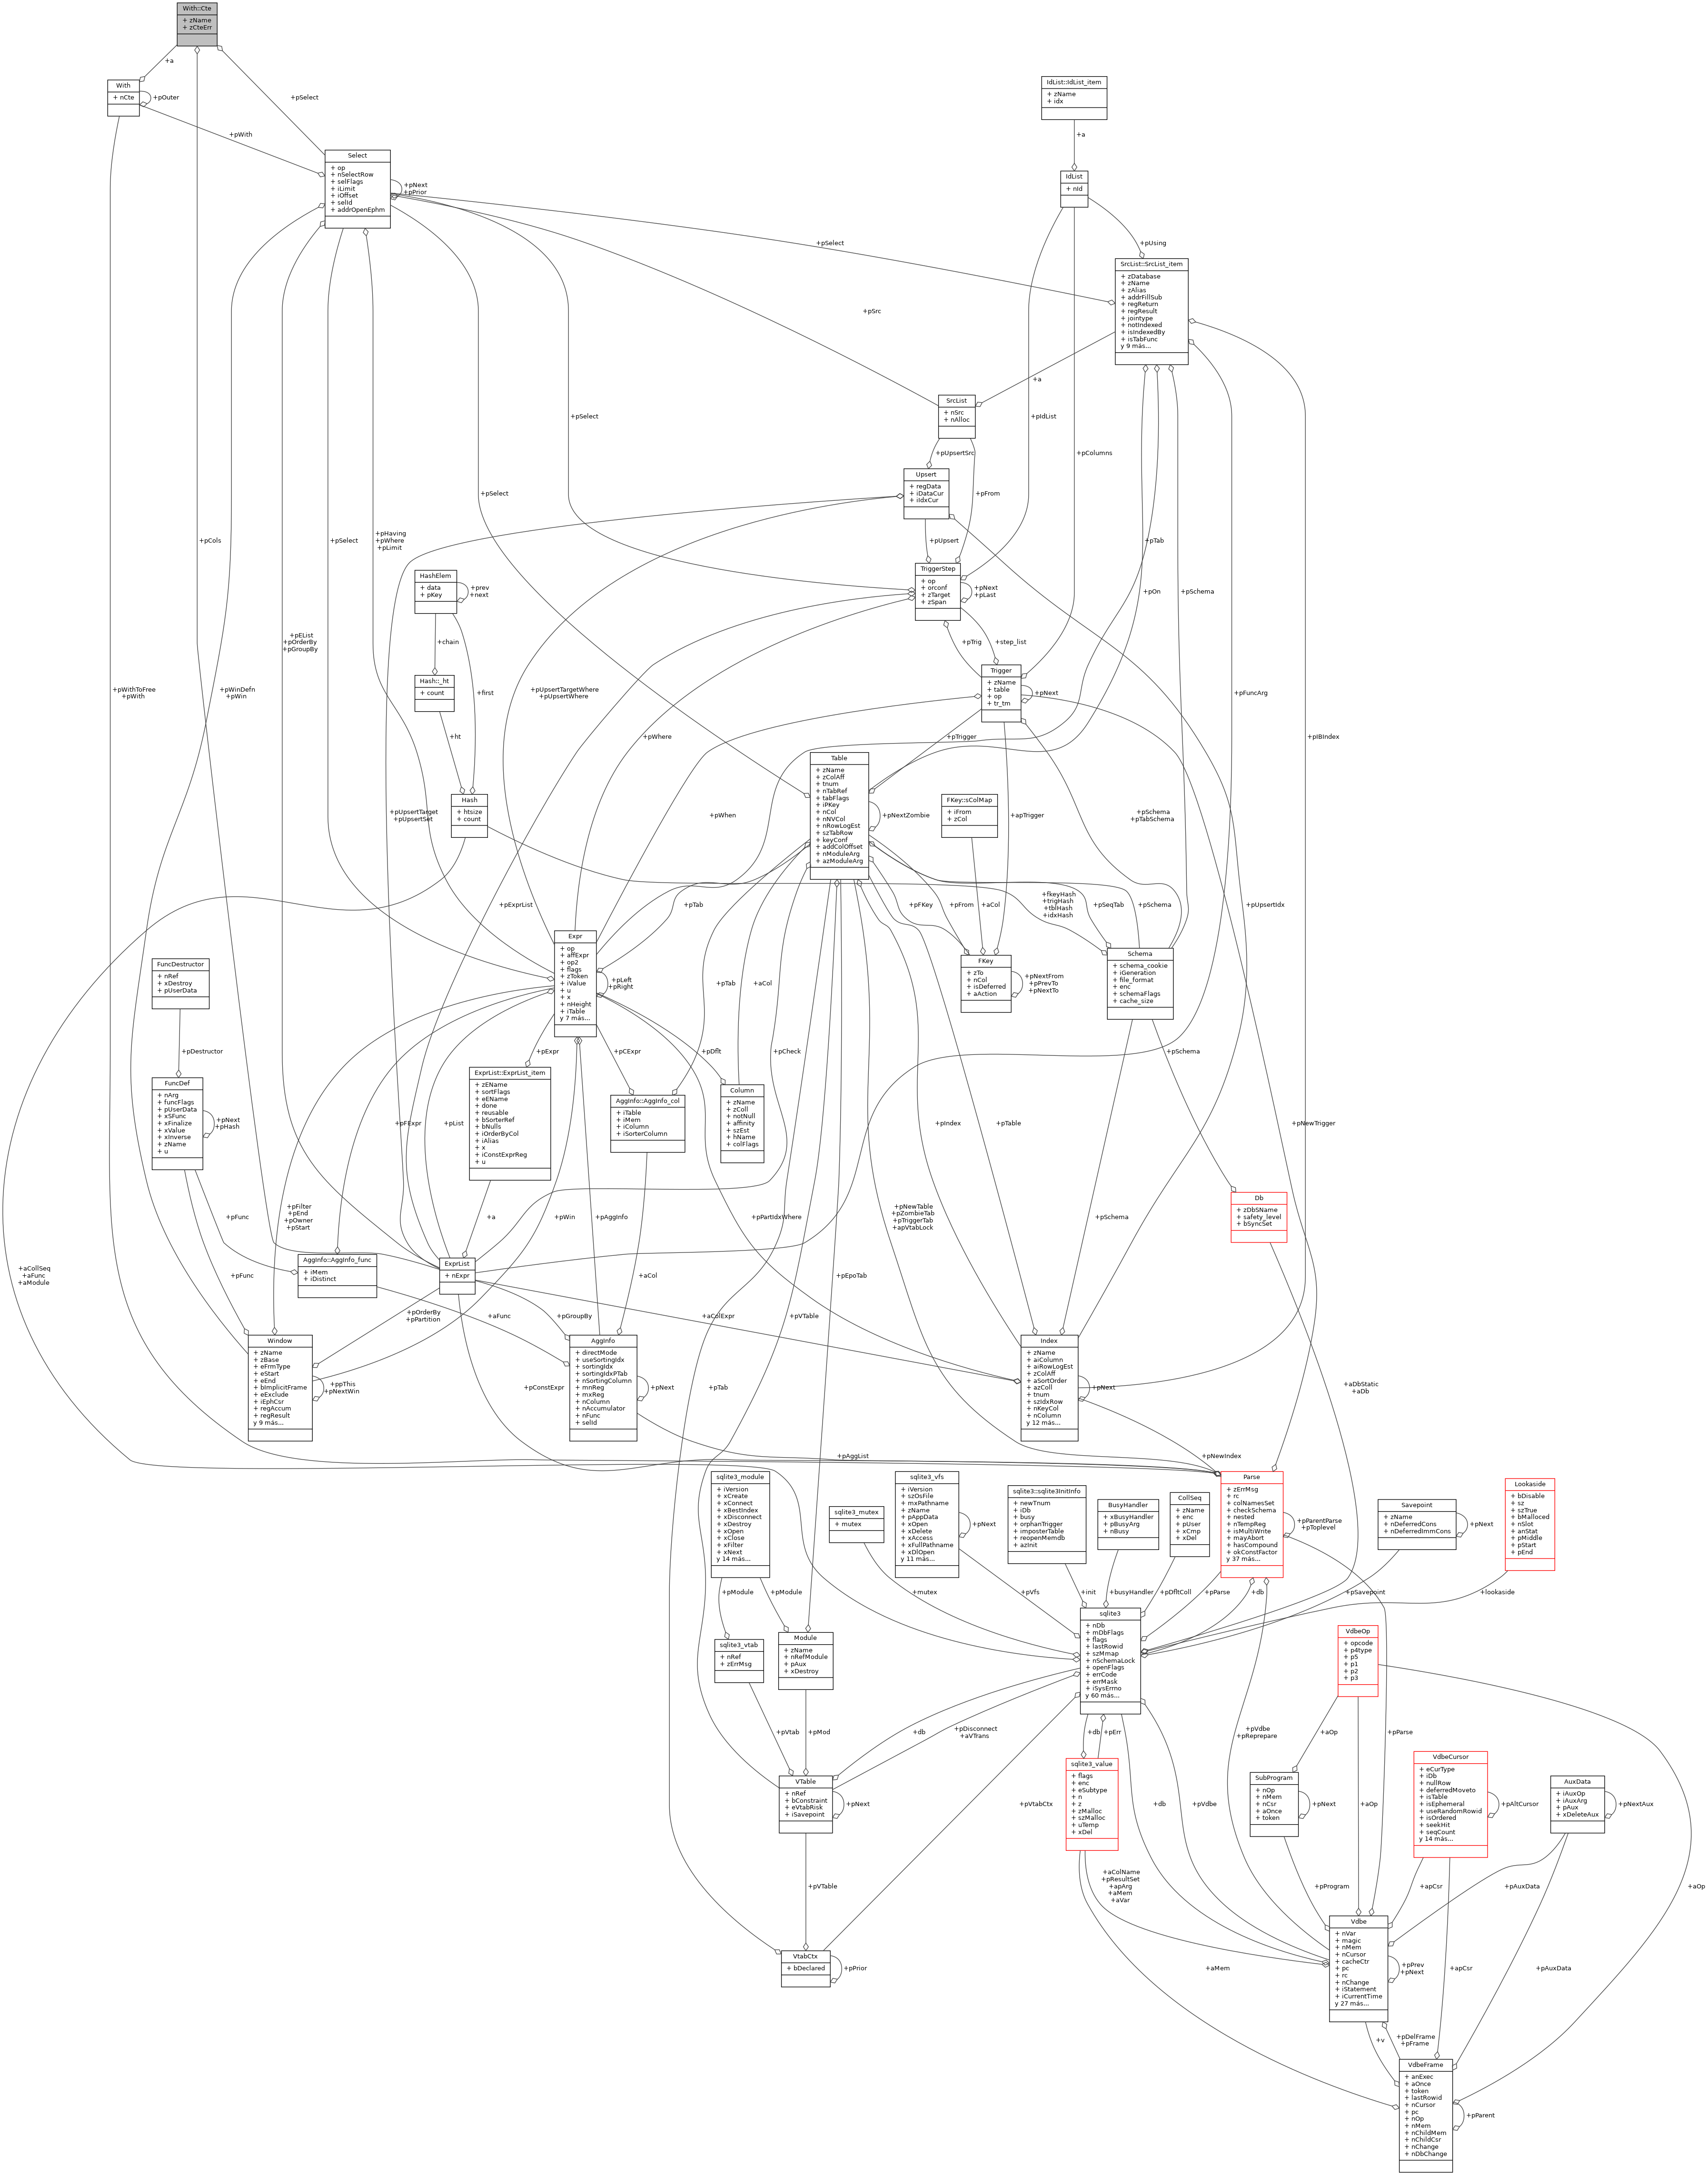 With::Cte
+ zName
+ zCteErr
+a
With
+ nCte
+pOuter
+pSelect
+pWith
IdList::IdList_item
+ zName
+ idx
+a
IdList
+ nId
Select
+ op
+ nSelectRow
+ selFlags
+ iLimit
+ iOffset
+ selId
+ addrOpenEphm
+pNext
+pPrior
+pSelect
+pUsing
SrcList::SrcList_item
+ zDatabase
+ zName
+ zAlias
+ addrFillSub
+ regReturn
+ regResult
+ jointype
+ notIndexed
+ isIndexedBy
+ isTabFunc
y 9 más...
+pSrc
+a
SrcList
+ nSrc
+ nAlloc
+pSelect
+pIdList
+pUpsertSrc
+pColumns
Upsert
+ regData
+ iDataCur
+ iIdxCur
+pSelect
+pFrom
+pCols
+pSelect
+pHaving
+pWhere
+pLimit
+pUpsert
+pTab
TriggerStep
+ op
+ orconf
+ zTarget
+ zSpan
+pNext
+pLast
+pOn
+pSchema
HashElem
+ data
+ pKey
+prev
+next
+chain
+pEList
+pOrderBy
+pGroupBy
+pTrig
+step_list
Hash::_ht
+ count
+first
+pWithToFree
+pWith
+pWinDefn
+pWin
+pUpsertTargetWhere
+pUpsertWhere
Trigger
+ zName
+ table
+ op
+ tr_tm
+pNext
+pFuncArg
+ht
+pWhere
+pTrigger
+pIBIndex
Table
+ zName
+ zColAff
+ tnum
+ nTabRef
+ tabFlags
+ iPKey
+ nCol
+ nNVCol
+ nRowLogEst
+ szTabRow
+ keyConf
+ addColOffset
+ nModuleArg
+ azModuleArg
+pNextZombie
Hash
+ htsize
+ count
+pUpsertTarget
+pUpsertSet
+pWhen
FKey::sColMap
+ iFrom
+ zCol
+apTrigger
+pSchema
+pTabSchema
+pExprList
+pTab
+pFKey
+pFrom
+aCol
+fkeyHash
+trigHash
+tblHash
+idxHash
+pSeqTab
+pSchema
+pUpsertIdx
Expr
+ op
+ affExpr
+ op2
+ flags
+ zToken
+ iValue
+ u
+ x
+ nHeight
+ iTable
y 7 más...
+pLeft
+pRight
+pTab
+aCol
FKey
+ zTo
+ nCol
+ isDeferred
+ aAction
+pNextFrom
+pPrevTo
+pNextTo
Schema
+ schema_cookie
+ iGeneration
+ file_format
+ enc
+ schemaFlags
+ cache_size
FuncDestructor
+ nRef
+ xDestroy
+ pUserData
+pDestructor
+pExpr
+pCExpr
+pDflt
+pCheck
+pSchema
FuncDef
+ nArg
+ funcFlags
+ pUserData
+ xSFunc
+ xFinalize
+ xValue
+ xInverse
+ zName
+ u
+pNext
+pHash
+pFExpr
+pList
ExprList::ExprList_item
+ zEName
+ sortFlags
+ eEName
+ done
+ reusable
+ bSorterRef
+ bNulls
+ iOrderByCol
+ iAlias
+ x
+ iConstExprReg
+ u
AggInfo::AggInfo_col
+ iTable
+ iMem
+ iColumn
+ iSorterColumn
Column
+ zName
+ zColl
+ notNull
+ affinity
+ szEst
+ hName
+ colFlags
+pIndex
+pTable
+pNewTrigger
+pFunc
+pFilter
+pEnd
+pOwner
+pStart
+a
+pWin
+pAggInfo
+pPartIdxWhere
+pNewTable
+pZombieTab
+pTriggerTab
+apVtabLock
+pSchema
Db
+ zDbSName
+ safety_level
+ bSyncSet
+aCollSeq
+aFunc
+aModule
+pFunc
AggInfo::AggInfo_func
+ iMem
+ iDistinct
ExprList
+ nExpr
+aCol
+pEpoTab
+pOrderBy
+pPartition
+aFunc
+pGroupBy
+aColExpr
+pVTable
Window
+ zName
+ zBase
+ eFrmType
+ eStart
+ eEnd
+ bImplicitFrame
+ eExclude
+ iEphCsr
+ regAccum
+ regResult
y 9 más...
+ppThis
+pNextWin
+pConstExpr
AggInfo
+ directMode
+ useSortingIdx
+ sortingIdx
+ sortingIdxPTab
+ nSortingColumn
+ mnReg
+ mxReg
+ nColumn
+ nAccumulator
+ nFunc
+ selId
+pNext
+pTab
Index
+ zName
+ aiColumn
+ aiRowLogEst
+ zColAff
+ aSortOrder
+ azColl
+ tnum
+ szIdxRow
+ nKeyCol
+ nColumn
y 12 más...
+pNext
+aDbStatic
+aDb
+pAggList
+pNewIndex
sqlite3_module
+ iVersion
+ xCreate
+ xConnect
+ xBestIndex
+ xDisconnect
+ xDestroy
+ xOpen
+ xClose
+ xFilter
+ xNext
y 14 más...
sqlite3_mutex
+ mutex
sqlite3_vfs
+ iVersion
+ szOsFile
+ mxPathname
+ zName
+ pAppData
+ xOpen
+ xDelete
+ xAccess
+ xFullPathname
+ xDlOpen
y 11 más...
+pNext
sqlite3::sqlite3InitInfo
+ newTnum
+ iDb
+ busy
+ orphanTrigger
+ imposterTable
+ reopenMemdb
+ azInit
BusyHandler
+ xBusyHandler
+ pBusyArg
+ nBusy
CollSeq
+ zName
+ enc
+ pUser
+ xCmp
+ xDel
Parse
+ zErrMsg
+ rc
+ colNamesSet
+ checkSchema
+ nested
+ nTempReg
+ isMultiWrite
+ mayAbort
+ hasCompound
+ okConstFactor
y 37 más...
+pParentParse
+pToplevel
Savepoint
+ zName
+ nDeferredCons
+ nDeferredImmCons
+pNext
Lookaside
+ bDisable
+ sz
+ szTrue
+ bMalloced
+ nSlot
+ anStat
+ pMiddle
+ pStart
+ pEnd
+pModule
+pModule
+mutex
+pVfs
+init
+busyHandler
+pDfltColl
+pParse
+db
+pSavepoint
+lookaside
sqlite3_vtab
+ nRef
+ zErrMsg
Module
+ zName
+ nRefModule
+ pAux
+ xDestroy
sqlite3
+ nDb
+ mDbFlags
+ flags
+ lastRowid
+ szMmap
+ nSchemaLock
+ openFlags
+ errCode
+ errMask
+ iSysErrno
y 60 más...
VdbeOp
+ opcode
+ p4type
+ p5
+ p1
+ p2
+ p3
+pVtab
+pMod
+db
+pDisconnect
+aVTrans
+db
+pErr
+pVdbe
+pReprepare
+aOp
+pParse
VTable
+ nRef
+ bConstraint
+ eVtabRisk
+ iSavepoint
+pNext
+pVtabCtx
sqlite3_value
+ flags
+ enc
+ eSubtype
+ n
+ z
+ zMalloc
+ szMalloc
+ uTemp
+ xDel
+db
+pVdbe
SubProgram
+ nOp
+ nMem
+ nCsr
+ aOnce
+ token
+pNext
+aOp
VdbeCursor
+ eCurType
+ iDb
+ nullRow
+ deferredMoveto
+ isTable
+ isEphemeral
+ useRandomRowid
+ isOrdered
+ seekHit
+ seqCount
y 14 más...
+pAltCursor
AuxData
+ iAuxOp
+ iAuxArg
+ pAux
+ xDeleteAux
+pNextAux
+pVTable
+aColName
+pResultSet
+apArg
+aMem
+aVar
+pProgram
+apCsr
+pAuxData
+aOp
VtabCtx
+ bDeclared
+pPrior
+aMem
Vdbe
+ nVar
+ magic
+ nMem
+ nCursor
+ cacheCtr
+ pc
+ rc
+ nChange
+ iStatement
+ iCurrentTime
y 27 más...
+pPrev
+pNext
+apCsr
+pAuxData
+v
+pDelFrame
+pFrame
VdbeFrame
+ anExec
+ aOnce
+ token
+ lastRowid
+ nCursor
+ pc
+ nOp
+ nMem
+ nChildMem
+ nChildCsr
+ nChange
+ nDbChange
+pParent